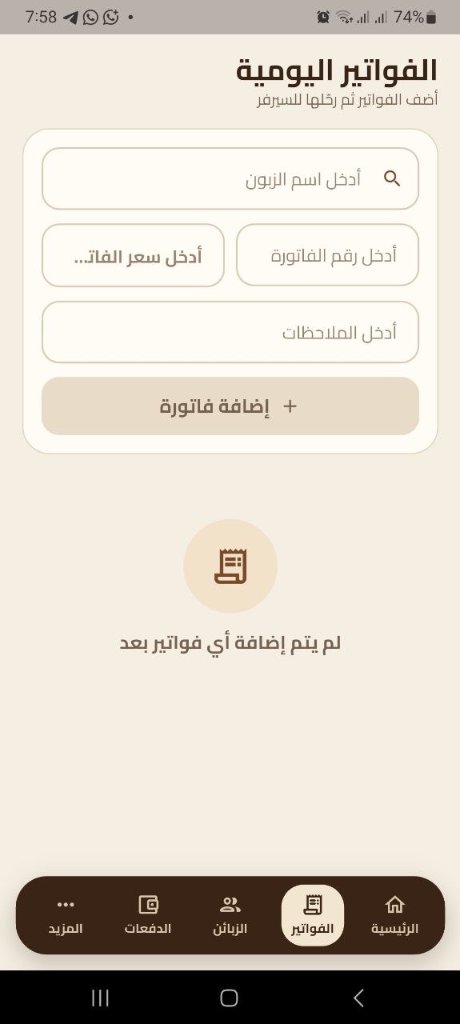 7:58
74%
الفواتير اليومية
أضف الفواتير ثم رحّلها للسيرفر
أدخل اسم الزبون
أدخل رقم الفاتورة
أدخل سعر الفات...
أدخل الملاحظات
+ إضافة فاتورة
لم يتم إضافة أي فواتير بعد
الرئيسية
الفواتير
الزبائن
الدفعات
المزيد